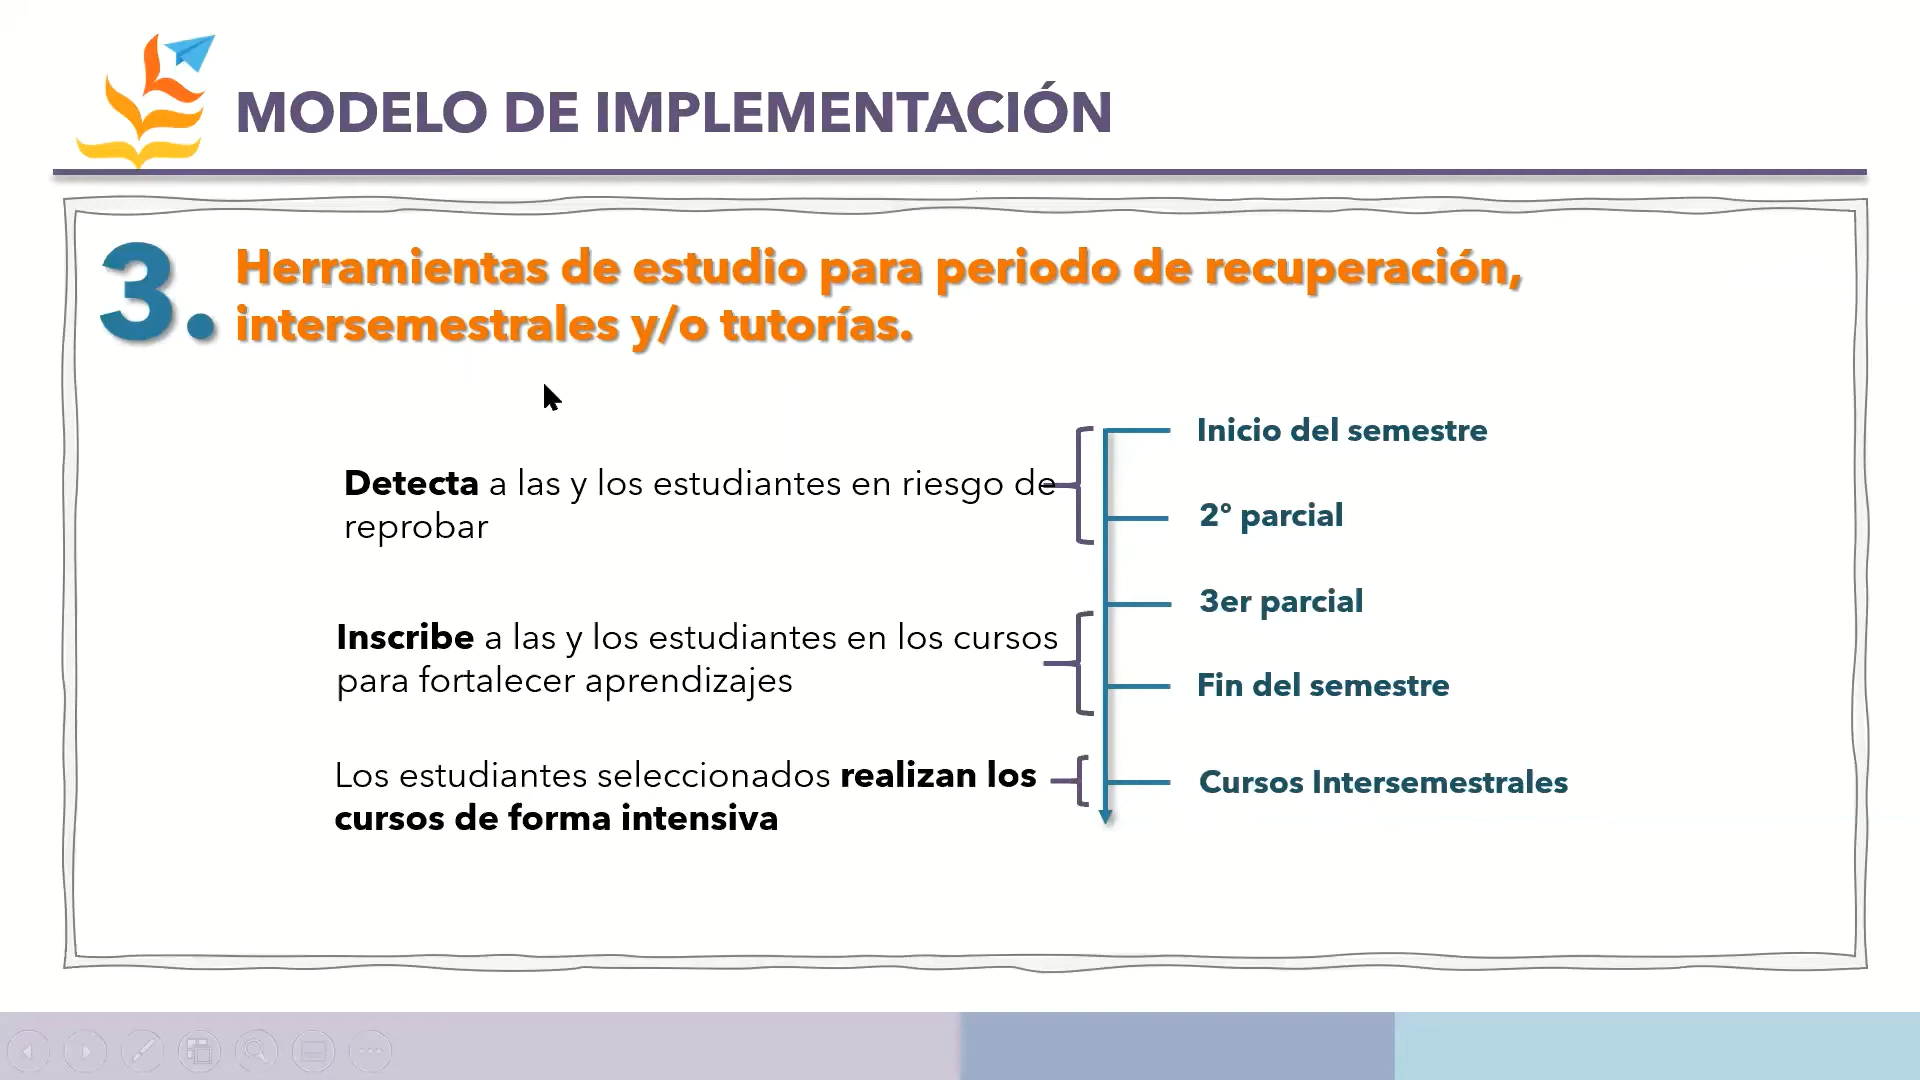 MODELO DE IMPLEMENTACIÓN
3.
Herramientas de estudio para periodo de recuperación,
intersemestrales y/o tutorías.
Detecta a las y los estudiantes en riesgo de
reprobar
Inscribe a las y los estudiantes en los cursos
para fortalecer aprendizajes
Los estudiantes seleccionados realizan los
cursos de forma intensiva
Inicio del semestre
2° parcial
3er parcial
Fin del semestre
Cursos Intersemestrales